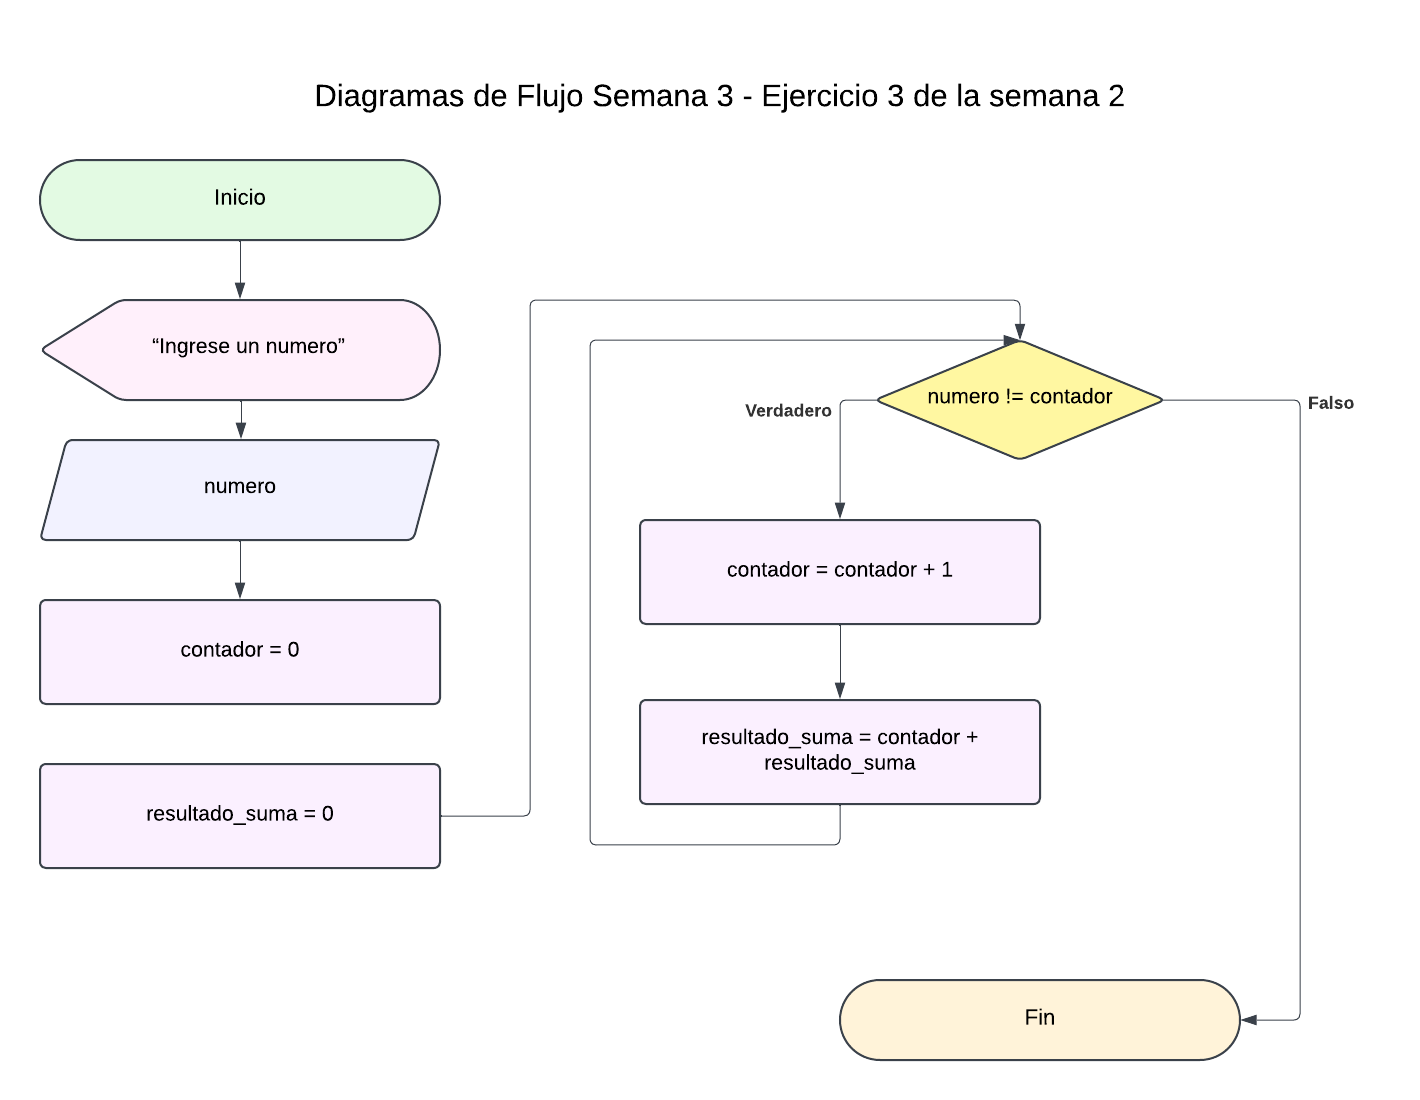 Diagramas de Flujo Semana 3 - Ejercicio 3 de la semana 2
Inicio
“Ingrese un numero”
numero
contador = 0
resultado_suma = 0
numero != contador
Verdadero
Falso
contador = contador + 1
resultado_suma = contador +
resultado_suma
Fin